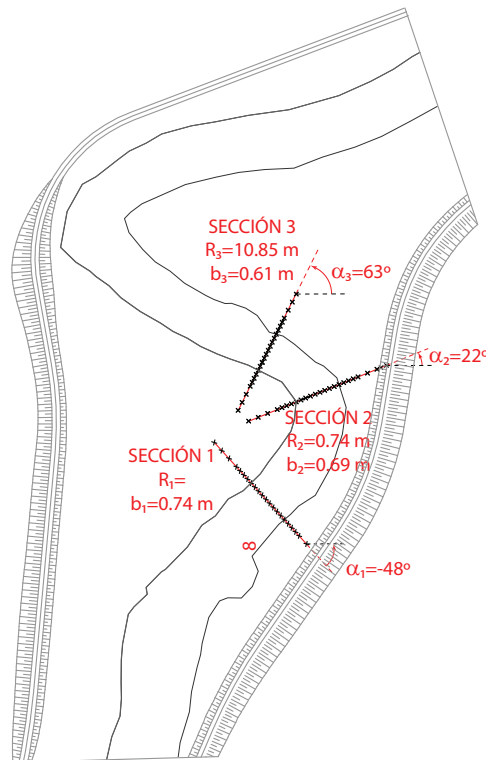 SECCIÓN 3
R₃=10.85 m
b₃=0.61 m
α₃=63º
α₂=22º
SECCIÓN 2
R₂=0.74 m
b₂=0.69 m
SECCIÓN 1
R₁=
b₁=0.74 m
8
α₁=-48º